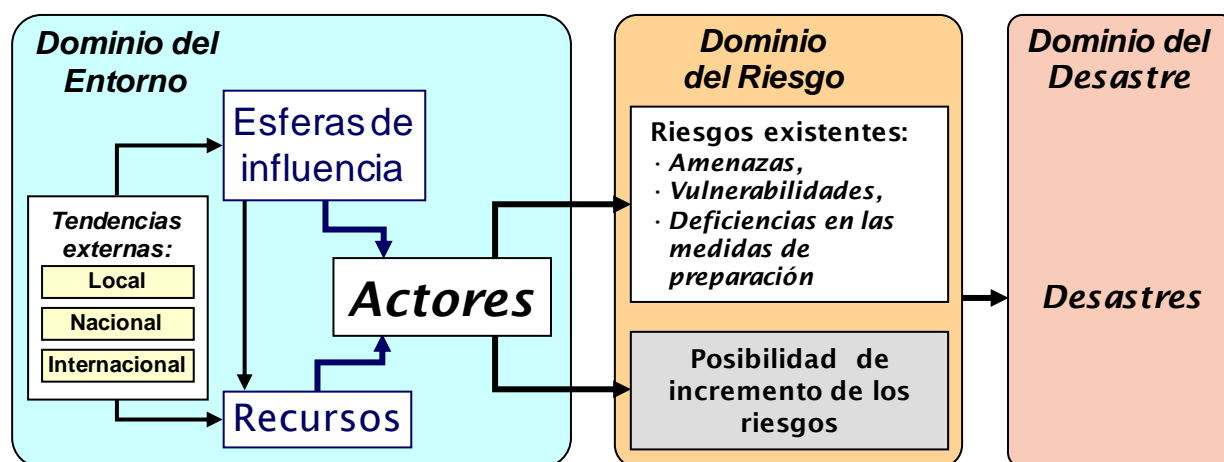 Dominio del
Entorno
Esferas de
influencia
Tendencias
externas:
Local
Nacional
Internacional
Actores
Recursos
Dominio
del Riesgo
Riesgos existentes:
· Amenazas,
· Vulnerabilidades,
· Deficiencias en las
medidas de
preparación
Posibilidad de
incremento de los
riesgos
Dominio del
Desastre
Desastres